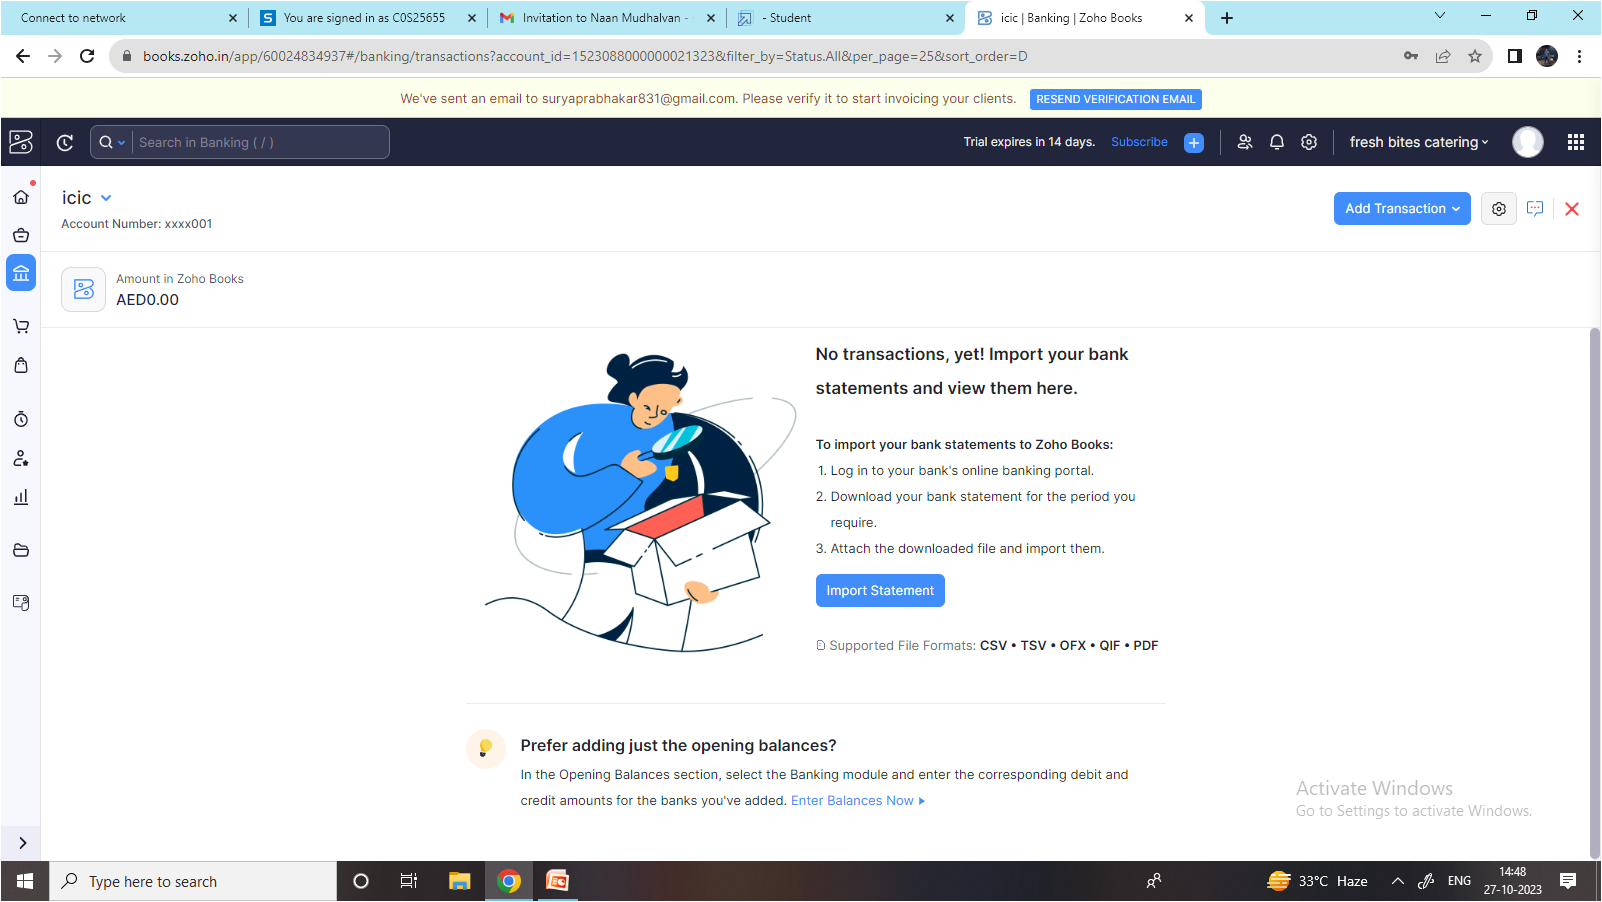 Connect to network
You are signed in as C0S25655
Invitation to Naan Mudhalvan -
- Student
icic | Banking | Zoho Books
books.zoho.in/app/60024834937#/banking/transactions?account_id=1523088000000021323&filter_by=Status.All&per_page=25&sort_order=D
We've sent an email to suryaprabhakar831@gmail.com. Please verify it to start invoicing your clients.
RESEND VERIFICATION EMAIL
Search in Banking ( / )
Trial expires in 14 days.
Subscribe
fresh bites catering
icic
Account Number: xxxx001
Add Transaction
Amount in Zoho Books
AED0.00
No transactions, yet! Import your bank
statements and view them here.
To import your bank statements to Zoho Books:
1. Log in to your bank's online banking portal.
2. Download your bank statement for the period you
require.
3. Attach the downloaded file and import them.
Import Statement
Supported File Formats: CSV • TSV • OFX • QIF • PDF
Prefer adding just the opening balances?
In the Opening Balances section, select the Banking module and enter the corresponding debit and
credit amounts for the banks you've added. Enter Balances Now
Activate Windows
Go to Settings to activate Windows.
Type here to search
33°C Haze
ENG
14:48
27-10-2023